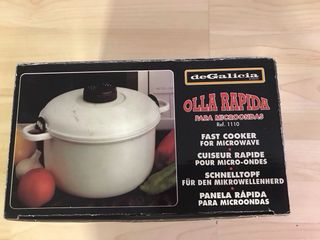 deGalicia
OLLA RAPIDA
PARA MICROONDAS
Ref. 1110
FAST COOKER
FOR MICROWAVE
CUISEUR RAPIDE
POUR MICRO-ONDES
SCHNELLTOPF
FÜR DEN MIKROWELLENHERD
PANELA RÁPIDA
PARA MICROONDAS